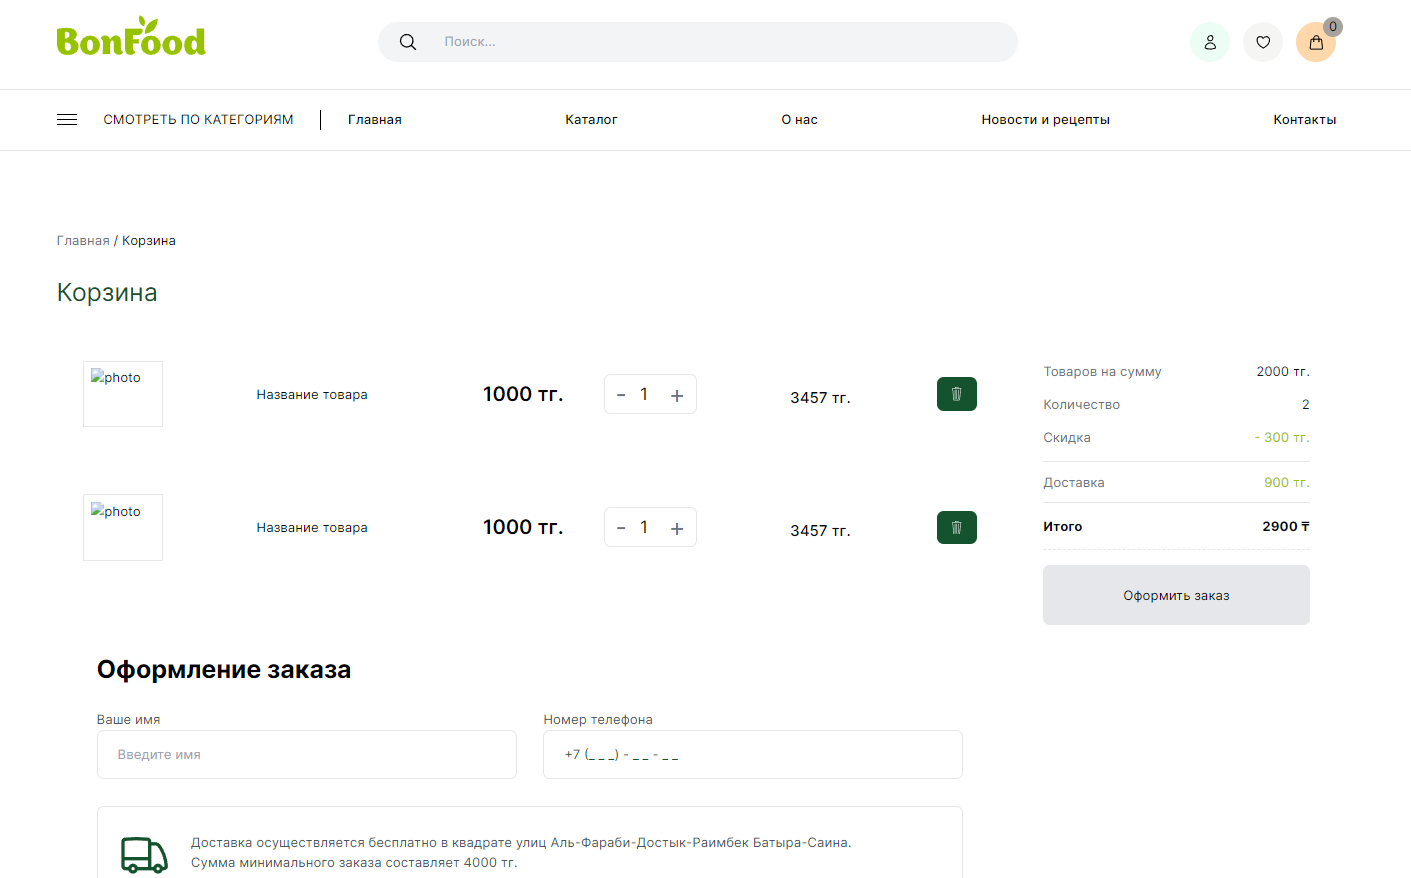 BonFood
Поиск...
0
СМОТРЕТЬ ПО КАТЕГОРИЯМ
Главная
Каталог
О нас
Новости и рецепты
Контакты
Главная / Корзина
Корзина
photo
Название товара
1000 тг.
- 1 +
3457 тг.
photo
Название товара
1000 тг.
- 1 +
3457 тг.
Товаров на сумму 2000 тг.
Количество 2
Скидка - 300 тг.
Доставка 900 тг.
Итого 2900 ₸
Оформить заказ
Оформление заказа
Ваше имя
Введите имя
Номер телефона
+7 (_ _ _) - _ _ - _ _
Доставка осуществляется бесплатно в квадрате улиц Аль-Фараби-Достык-Раимбек Батыра-Саина.
Сумма минимального заказа составляет 4000 тг.